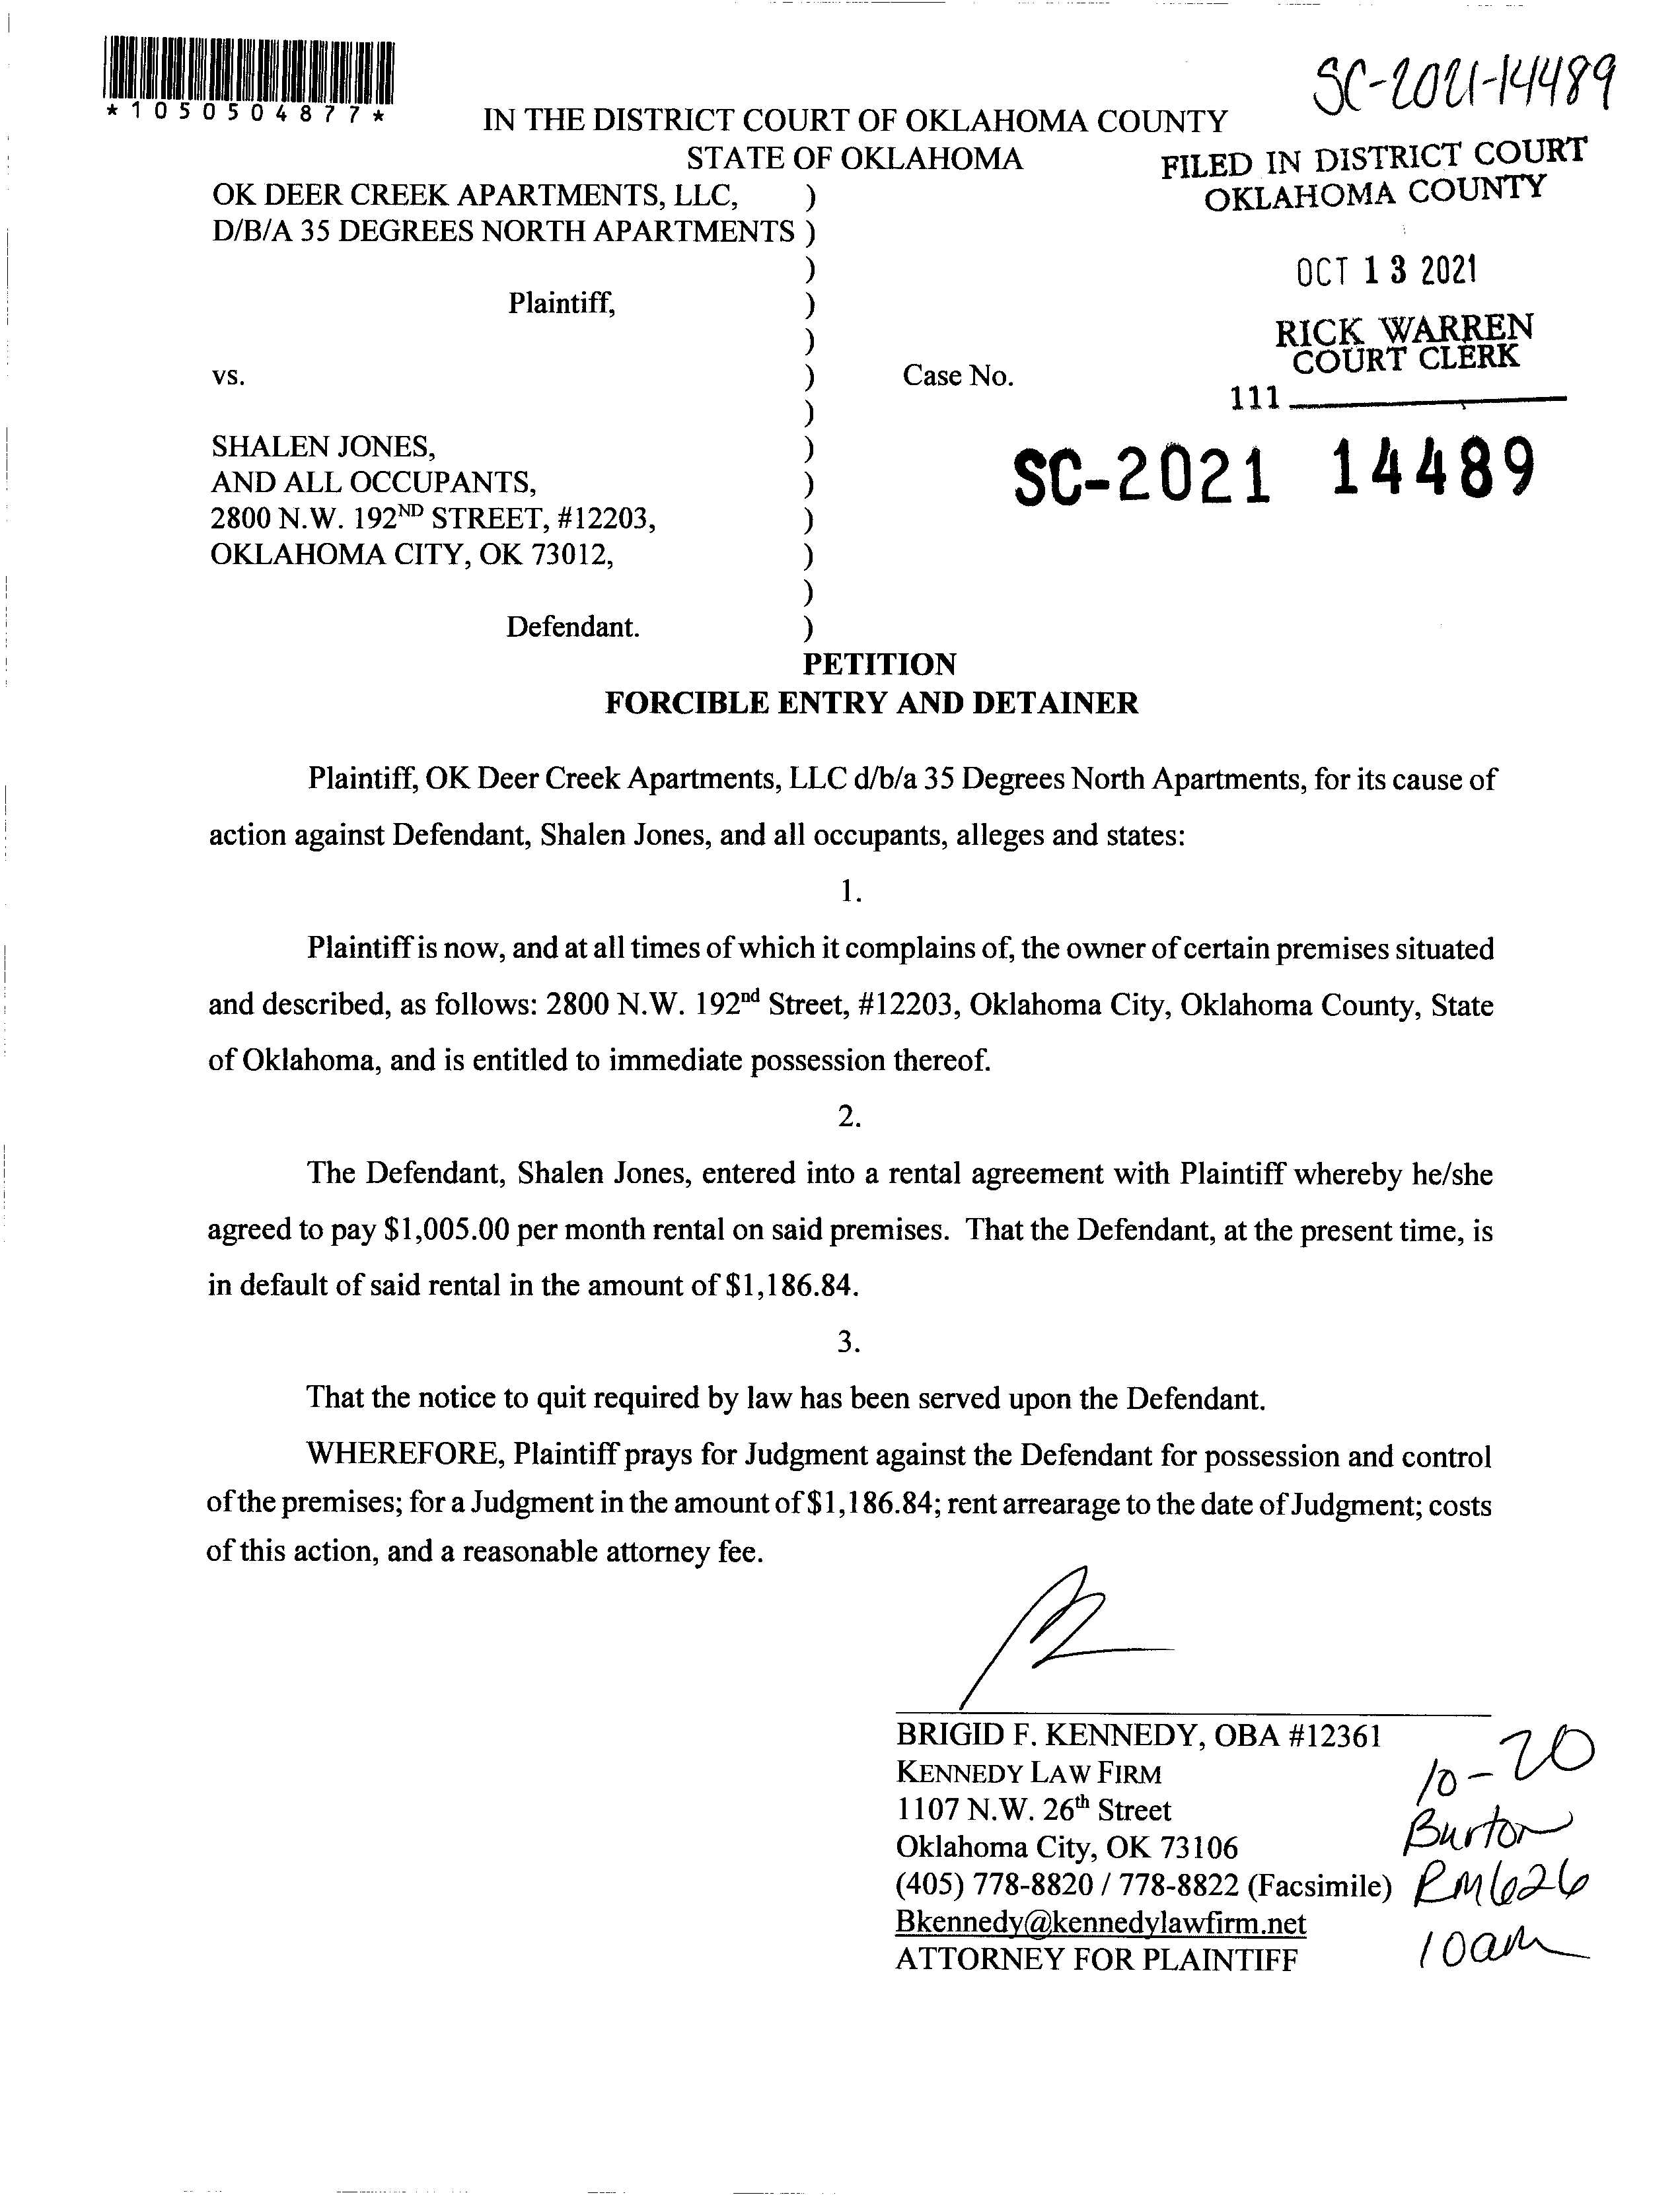 SC-2021-14489
*1050504877*
IN THE DISTRICT COURT OF OKLAHOMA COUNTY
STATE OF OKLAHOMA
FILED IN DISTRICT COURT
OKLAHOMA COUNTY
OCT 13 2021
RICK WARREN
COURT CLERK
111
OK DEER CREEK APARTMENTS, LLC, )
D/B/A 35 DEGREES NORTH APARTMENTS )
)
Plaintiff, )
)
vs. ) Case No.
)
SC-2021 14489
SHALEN JONES, )
AND ALL OCCUPANTS, )
2800 N.W. 192ND STREET, #12203, )
OKLAHOMA CITY, OK 73012, )
)
Defendant. )
PETITION
FORCIBLE ENTRY AND DETAINER
Plaintiff, OK Deer Creek Apartments, LLC d/b/a 35 Degrees North Apartments, for its cause of
action against Defendant, Shalen Jones, and all occupants, alleges and states:
1.
Plaintiff is now, and at all times of which it complains of, the owner of certain premises situated
and described, as follows: 2800 N.W. 192nd Street, #12203, Oklahoma City, Oklahoma County, State
of Oklahoma, and is entitled to immediate possession thereof.
2.
The Defendant, Shalen Jones, entered into a rental agreement with Plaintiff whereby he/she
agreed to pay $1,005.00 per month rental on said premises. That the Defendant, at the present time, is
in default of said rental in the amount of $1,186.84.
3.
That the notice to quit required by law has been served upon the Defendant.
WHEREFORE, Plaintiff prays for Judgment against the Defendant for possession and control
of the premises; for a Judgment in the amount of $1,186.84; rent arrearage to the date of Judgment; costs
of this action, and a reasonable attorney fee.
BRIGID F. KENNEDY, OBA #12361
KENNEDY LAW FIRM
1107 N.W. 26th Street
Oklahoma City, OK 73106
(405) 778-8820 / 778-8822 (Facsimile)
Bkennedy@kennedylawfirm.net
ATTORNEY FOR PLAINTIFF
10-20
Burton
RM626
10am